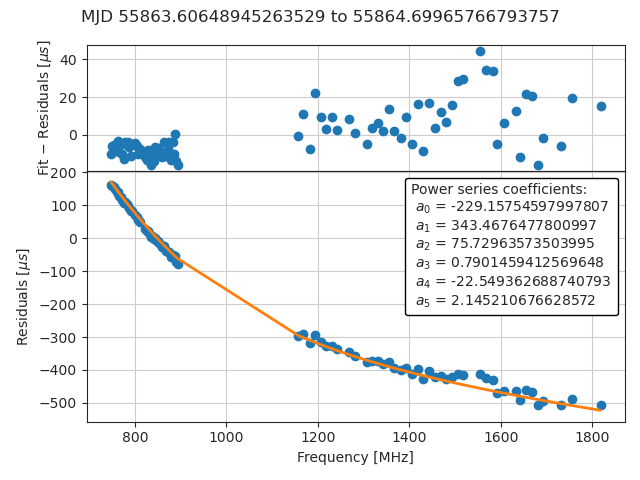 MJD 55863.60648945263529 to 55864.69965766793757
Fit − Residuals [μs]
40
20
0
Residuals [μs]
200
100
0
−100
−200
−300
−400
−500
Power series coefficients:
a0 = -229.15754597997807
a1 = 343.4676477800997
a2 = 75.72963573503995
a3 = 0.7901459412569648
a4 = -22.549362688740793
a5 = 2.145210676628572
800
1000
1200
1400
1600
1800
Frequency [MHz]